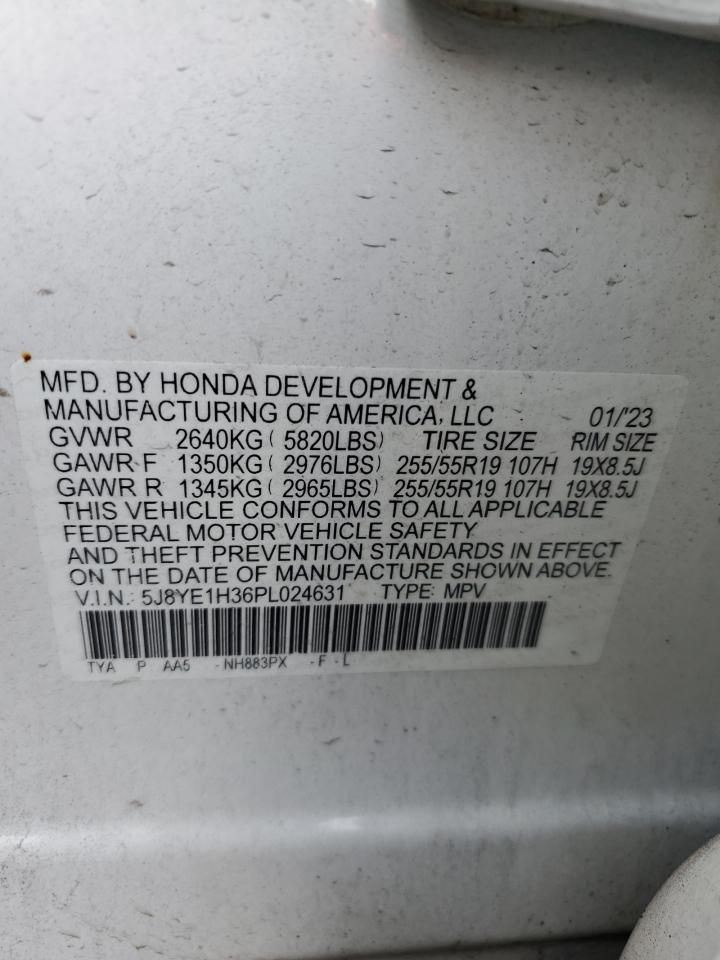 MFD. BY HONDA DEVELOPMENT &
MANUFACTURING OF AMERICA, LLC 01/'23
GVWR 2640KG ( 5820LBS) TIRE SIZE RIM SIZE
GAWR F 1350KG ( 2976LBS) 255/55R19 107H 19X8.5J
GAWR R 1345KG ( 2965LBS) 255/55R19 107H 19X8.5J
THIS VEHICLE CONFORMS TO ALL APPLICABLE
FEDERAL MOTOR VEHICLE SAFETY
AND THEFT PREVENTION STANDARDS IN EFFECT
ON THE DATE OF MANUFACTURE SHOWN ABOVE.
V.I.N.: 5J8YE1H36PL024631 TYPE: MPV
TYA P AA5 -NH883PX -F -L